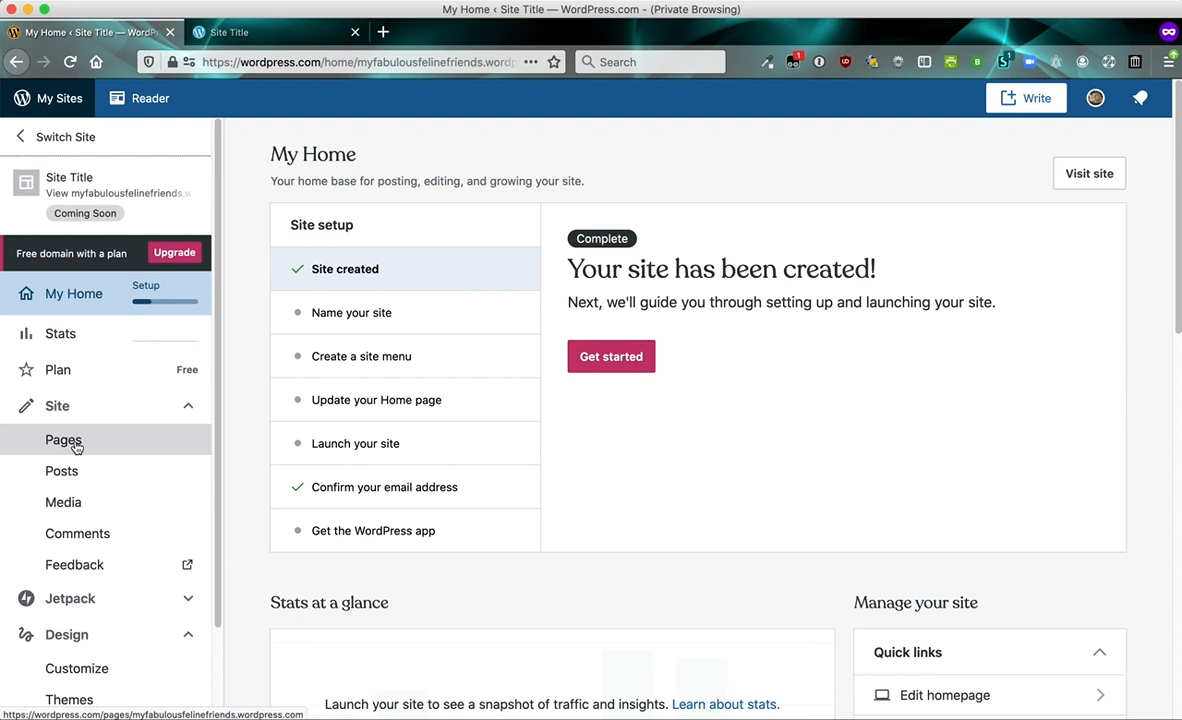 My Home ‹ Site Title — WordPress.com - (Private Browsing)
My Home ‹ Site Title — WordP
Site Title
https://wordpress.com/home/myfabulousfelinefriends.wordp
Search
My Sites
Reader
Write
Switch Site
Site Title
View myfabulousfelinefriends.w
Coming Soon
Free domain with a plan
Upgrade
My Home
Setup
Stats
Plan
Free
Site
Pages
Posts
Media
Comments
Feedback
Jetpack
Design
Customize
Themes
https://wordpress.com/pages/myfabulousfelinefriends.wordpress.com
My Home
Your home base for posting, editing, and growing your site.
Visit site
Site setup
Site created
Name your site
Create a site menu
Update your Home page
Launch your site
Confirm your email address
Get the WordPress app
Complete
Your site has been created!
Next, we'll guide you through setting up and launching your site.
Get started
Stats at a glance
Launch your site to see a snapshot of traffic and insights. Learn about stats.
Manage your site
Quick links
Edit homepage